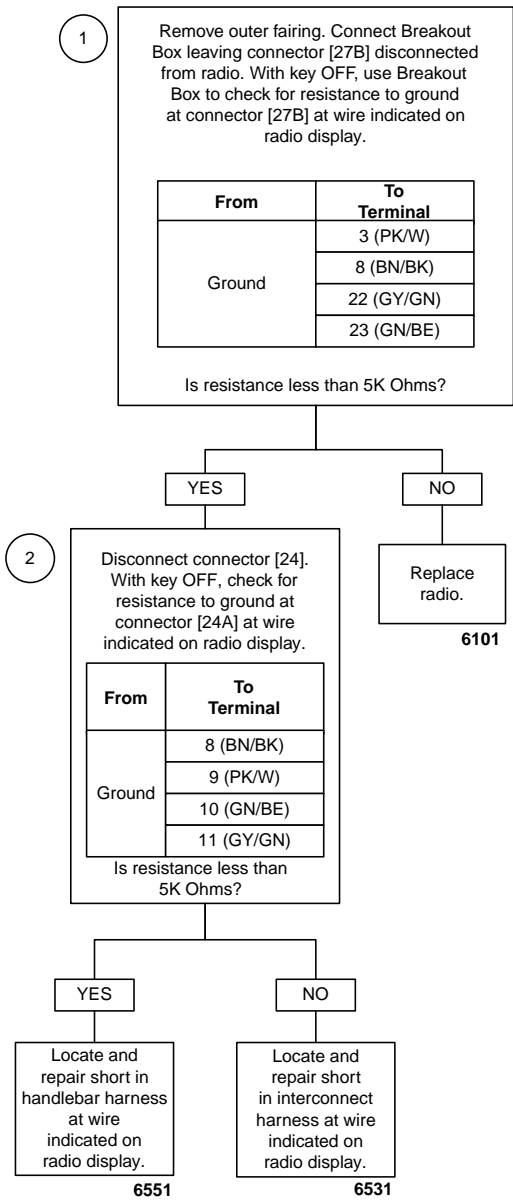 1
Remove outer fairing. Connect Breakout
Box leaving connector [27B] disconnected
from radio. With key OFF, use Breakout
Box to check for resistance to ground
at connector [27B] at wire indicated on
radio display.
From
To
Terminal
Ground
3 (PK/W)
8 (BN/BK)
22 (GY/GN)
23 (GN/BE)
Is resistance less than 5K Ohms?
YES
NO
2
Disconnect connector [24].
With key OFF, check for
resistance to ground at
connector [24A] at wire
indicated on radio display.
From
To
Terminal
Ground
8 (BN/BK)
9 (PK/W)
10 (GN/BE)
11 (GY/GN)
Is resistance less than
5K Ohms?
Replace
radio.
6101
YES
NO
Locate and
repair short in
handlebar harness
at wire
indicated on
radio display.
6551
Locate and
repair short
in interconnect
harness at wire
indicated on
radio display.
6531